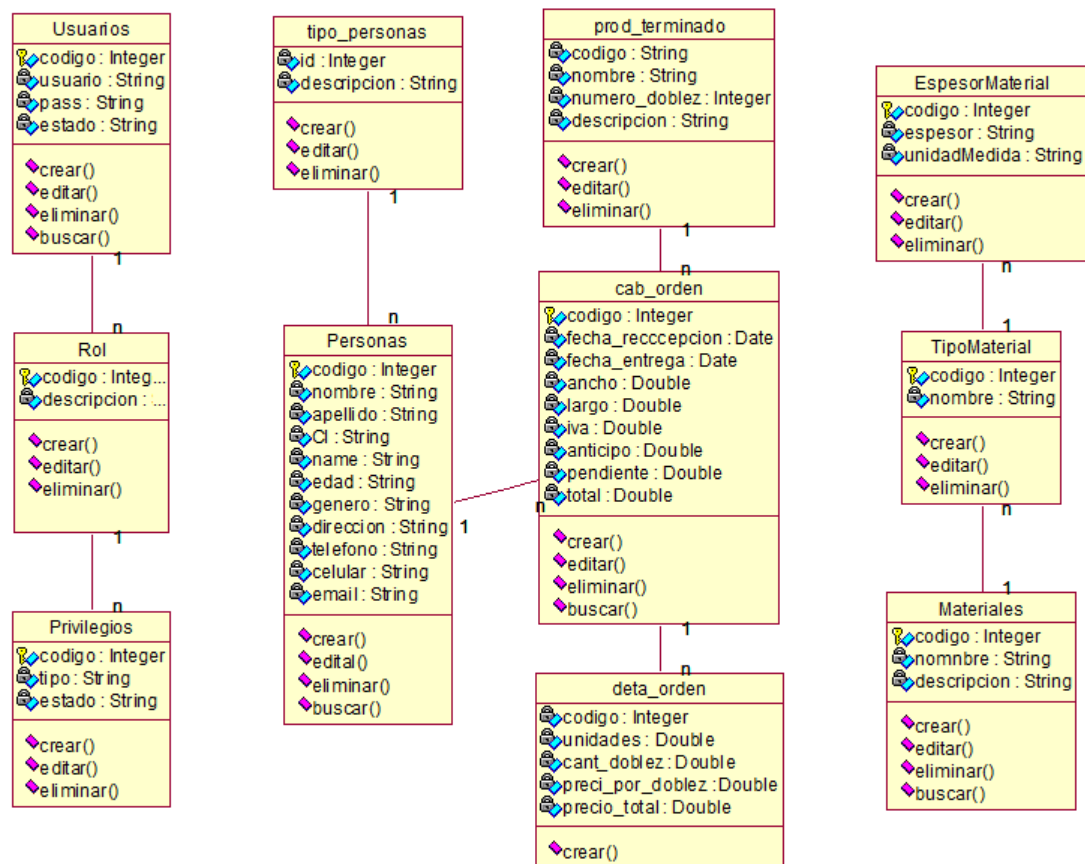 Usuarios
codigo : Integer
usuario : String
pass : String
estado : String
crear()
editar()
eliminar()
buscar()
1
n
Rol
codigo : Integ...
descripcion : ...
crear()
editar()
eliminar()
1
n
Privilegios
codigo : Integer
tipo : String
estado : String
crear()
editar()
eliminar()
tipo_personas
id : Integer
descripcion : String
crear()
editar()
eliminar()
1
n
Personas
codigo : Integer
nombre : String
apellido : String
CI : String
name : String
edad : String
genero : String
direccion : String
telefono : String
celular : String
email : String
crear()
edital()
eliminar()
buscar()
1
n
prod_terminado
codigo : String
nombre : String
numero_doblez : Integer
descripcion : String
crear()
editar()
eliminar()
1
n
cab_orden
codigo : Integer
fecha_recccepcion : Date
fecha_entrega : Date
ancho : Double
largo : Double
iva : Double
anticipo : Double
pendiente : Double
total : Double
crear()
editar()
eliminar()
buscar()
1
n
deta_orden
codigo : Integer
unidades : Double
cant_doblez : Double
preci_por_doblez : Double
precio_total : Double
crear()
EspesorMaterial
codigo : Integer
espesor : String
unidadMedida : String
crear()
editar()
eliminar()
n
1
TipoMaterial
codigo : Integer
nombre : String
crear()
editar()
eliminar()
n
1
Materiales
codigo : Integer
nomnbre : String
descripcion : String
crear()
editar()
eliminar()
buscar()